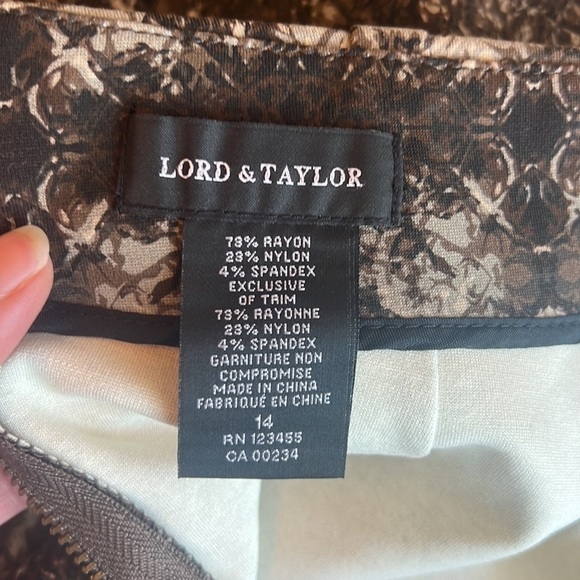 LORD & TAYLOR
73% RAYON
23% NYLON
4% SPANDEX
EXCLUSIVE
OF TRIM
73% RAYONNE
23% NYLON
4% SPANDEX
GARNITURE NON
COMPROMISE
MADE IN CHINA
FABRIQUÉ EN CHINE
14
RN 123455
CA 00234